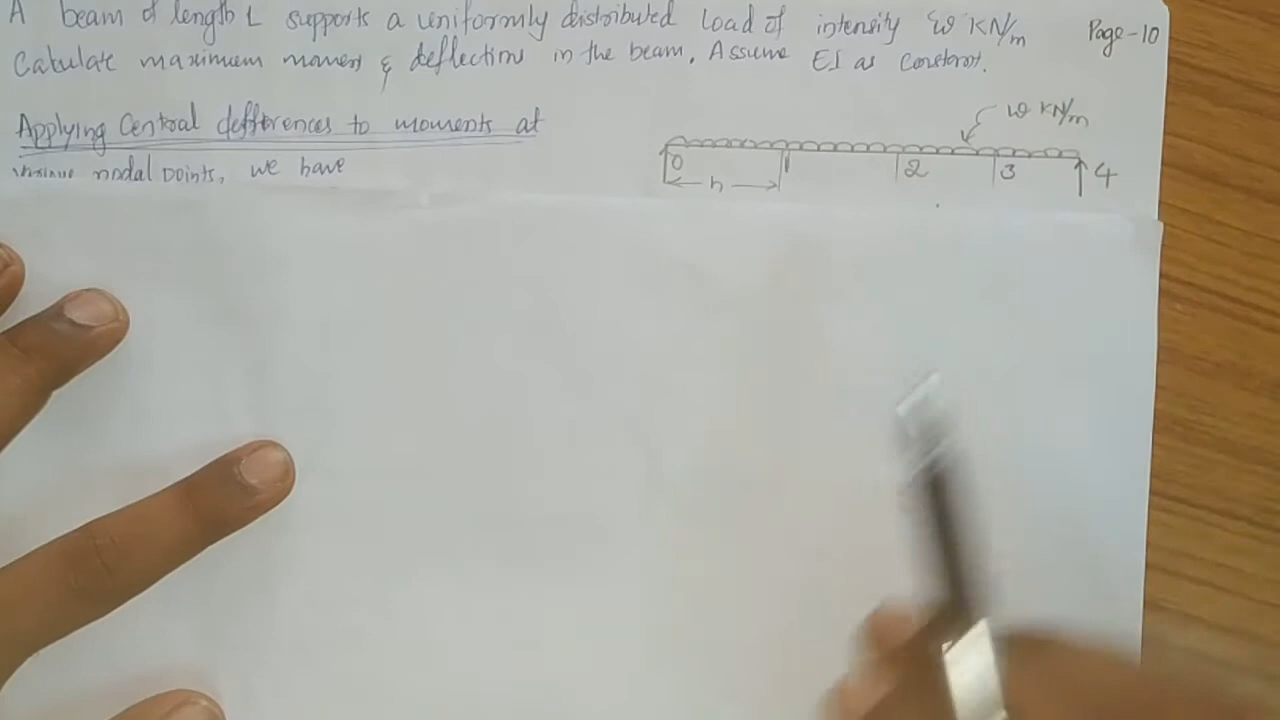 A beam of length L supports a uniformly distributed load of intensity w KN/m
Page-10
Calculate maximum moment & deflection in the beam. Assume EI as constant.
Applying Central defferences to moments at
nodal points, we have
w KN/m
0 1 2 3 4
h